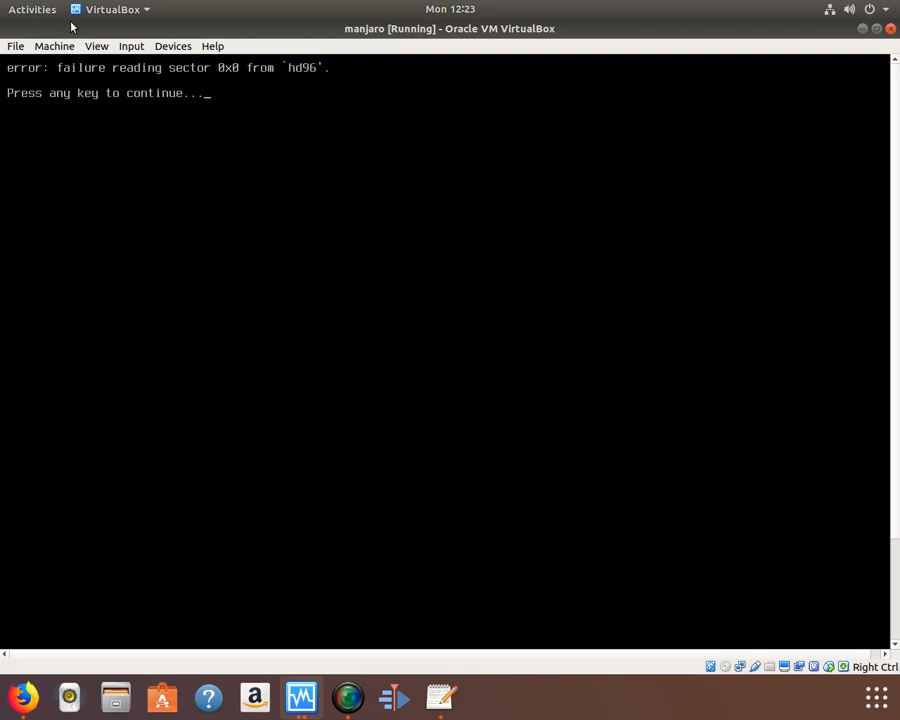 Activities VirtualBox Mon 12:23
manjaro [Running] - Oracle VM VirtualBox
File Machine View Input Devices Help
error: failure reading sector 0x0 from `hd96'.
Press any key to continue..._
Right Ctrl